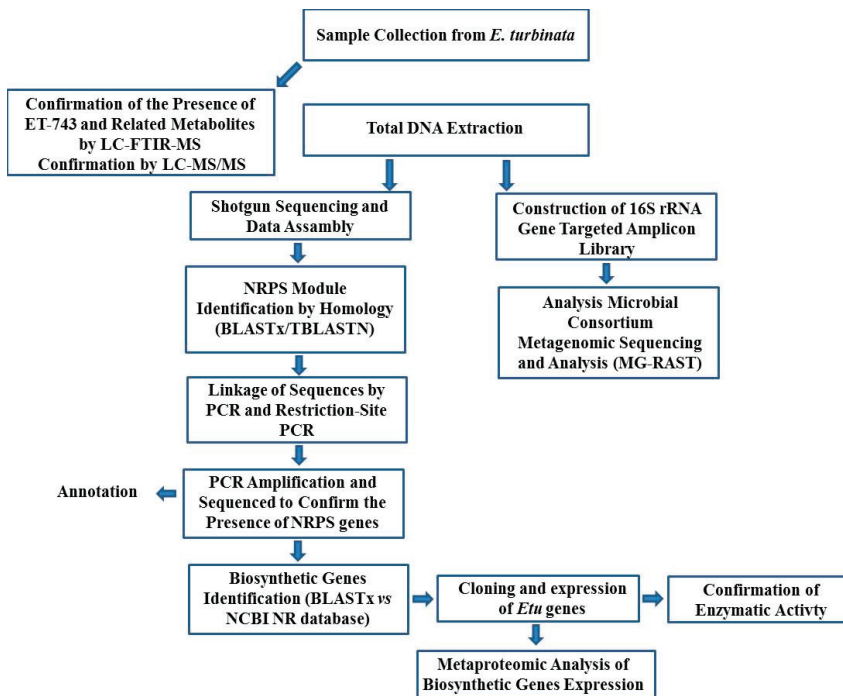 Sample Collection from E. turbinata
Confirmation of the Presence of
ET-743 and Related Metabolites
by LC-FTIR-MS
Confirmation by LC-MS/MS
Total DNA Extraction
Shotgun Sequencing and
Data Assambly
Construction of 16S rRNA
Gene Targeted Amplicon
Library
NRPS Module
Identification by Homology
(BLASTx/TBLASTN)
Analysis Microbial
Consortium
Metagenomic Sequencing
and Analysis (MG-RAST)
Linkage of Sequences by
PCR and Restriction-Site
PCR
Annotation
PCR Amplification and
Sequenced to Confirm the
Presence of NRPS genes
Biosynthetic Genes
Identification (BLASTx vs
NCBI NR database)
Cloning and expression
of Etu genes
Confirmation of
Enzymatic Activty
Metaproteomic Analysis of
Biosynthetic Genes Expression